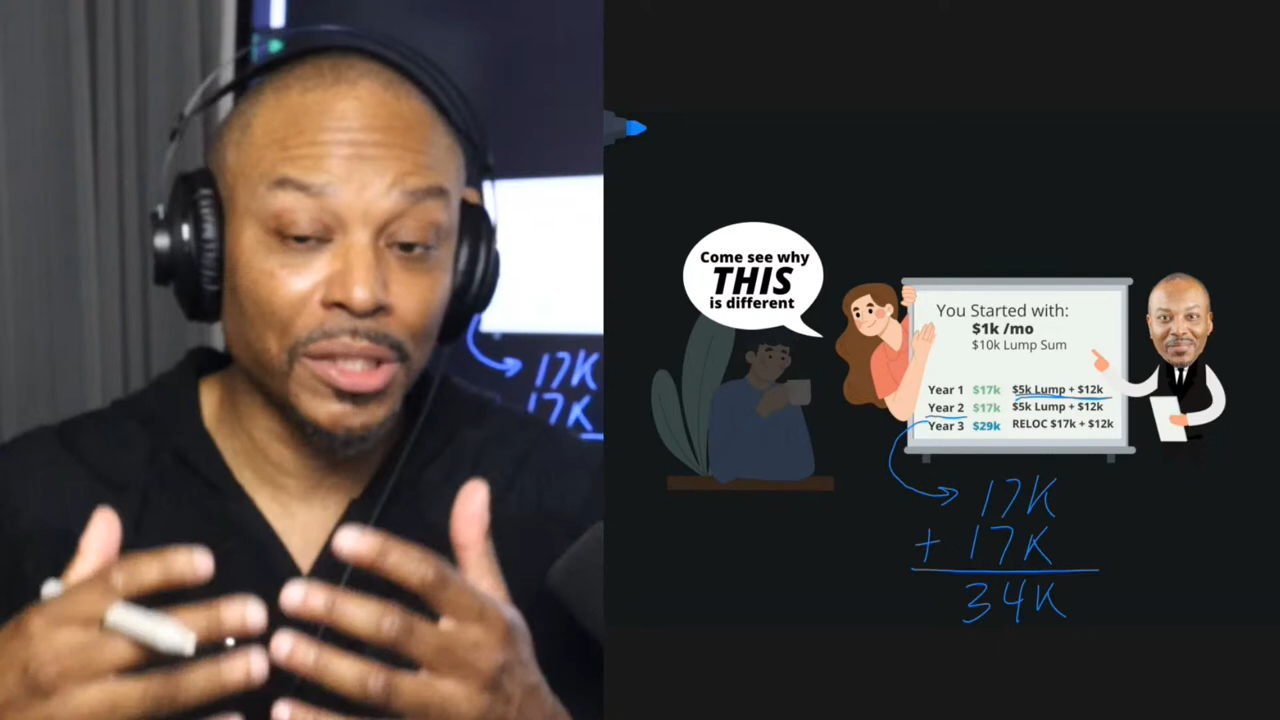 17K
17K
Come see why
THIS
is different
You Started with:
$1k /mo
$10k Lump Sum
Year 1 $17k $5k Lump + $12k
Year 2 $17k $5k Lump + $12k
Year 3 $29k RELOC $17k + $12k
17K
+ 17K
34K